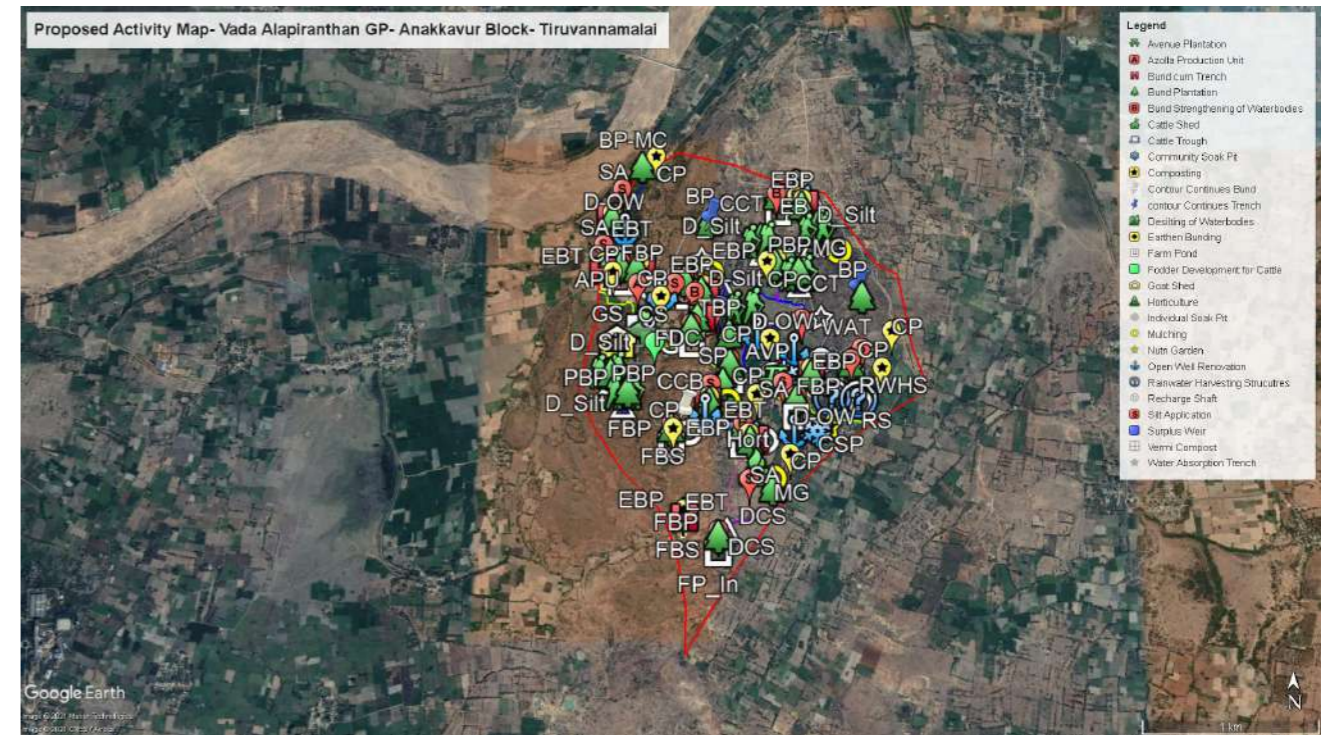 Proposed Activity Map- Vada Alapiranthan GP- Anakkavur Block- Tiruvannamalai
Legend
Avenue Plantation
Azolla Production Unit
Bund cum Trench
Bund Plantation
Bund Strengthening of Waterbodies
Cattle Shed
Cattle Trough
Community Soak Pit
Composting
Contour Continues Bund
contour Continues Trench
Desilting of Waterbodies
Earthen Bunding
Farm Pond
Fodder Development for Cattle
Goat Shed
Horticulture
Individual Soak Pit
Mulching
Nutri Garden
Open Well Renovation
Rainwater Harvesting Strucutres
Recharge Shaft
Silt Application
Surplus Weir
Vermi Compost
Water Absorption Trench
BP-MC
SA CP
EBP
D-OW
BP CCT EB
D_Silt
SA EBT
D_Silt
EBP PBP MG
EBT CP FBP
EBP
BP
D-Silt CP CCT
GS CS
TBP
D-OW WAT CP
D_Silt
FDC CP
AVP
SP
EBP CP
PBP PBP
CCB CP SA FBP RWHS
D_Silt
CP EBT
D-OW RS
FBP EBP
Hort CSP
FBS
CP
SA
MG
EBP EBT
FBP
DCS
FBS DCS
FP_In
Google Earth
1 km
N